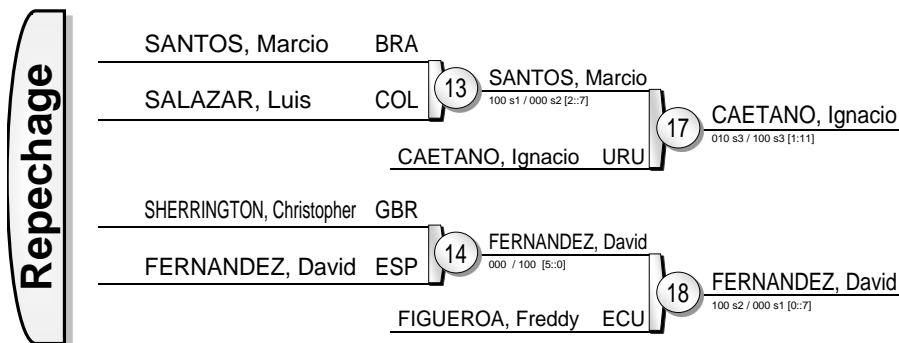 Repechage
SANTOS, Marcio BRA
SALAZAR, Luis COL
13
SANTOS, Marcio
100 s1 / 000 s2 [2::7]
CAETANO, Ignacio URU
17
CAETANO, Ignacio
010 s3 / 100 s3 [1:11]
SHERRINGTON, Christopher GBR
FERNANDEZ, David ESP
14
FERNANDEZ, David
000 / 100 [5::0]
FIGUEROA, Freddy ECU
18
FERNANDEZ, David
100 s2 / 000 s1 [0::7]